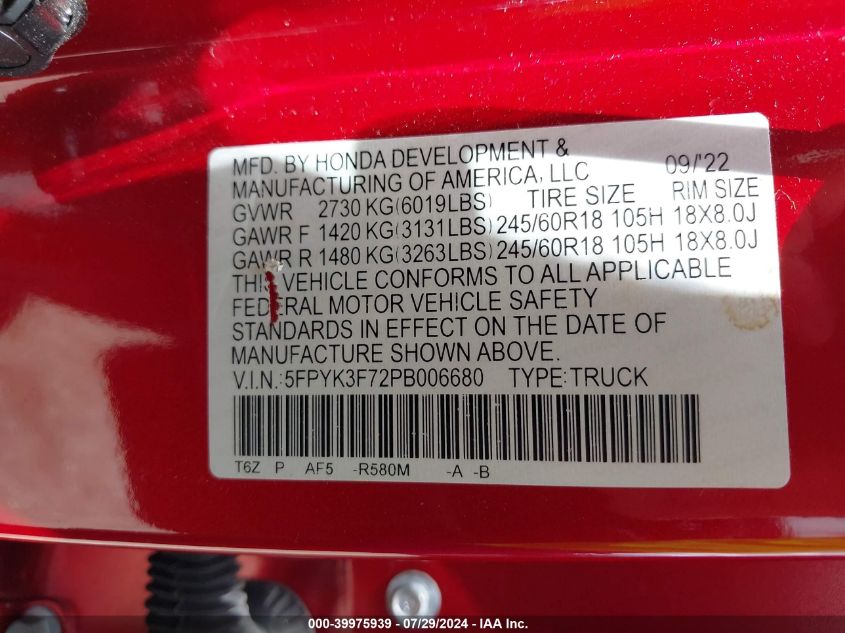 MFD. BY HONDA DEVELOPMENT & 09/'22
MANUFACTURING OF AMERICA, LLC
GVWR 2730 KG(6019LBS) TIRE SIZE RIM SIZE
GAWR F 1420 KG(3131LBS) 245/60R18 105H 18X8.0J
GAWR R 1480 KG(3263LBS) 245/60R18 105H 18X8.0J
THIS VEHICLE CONFORMS TO ALL APPLICABLE
FEDERAL MOTOR VEHICLE SAFETY
STANDARDS IN EFFECT ON THE DATE OF
MANUFACTURE SHOWN ABOVE.
V.I.N.:5FPYK3F72PB006680 TYPE:TRUCK
T6Z P AF5 -R580M -A -B
000-39975939 / 07/29/2024 - IAA Inc.